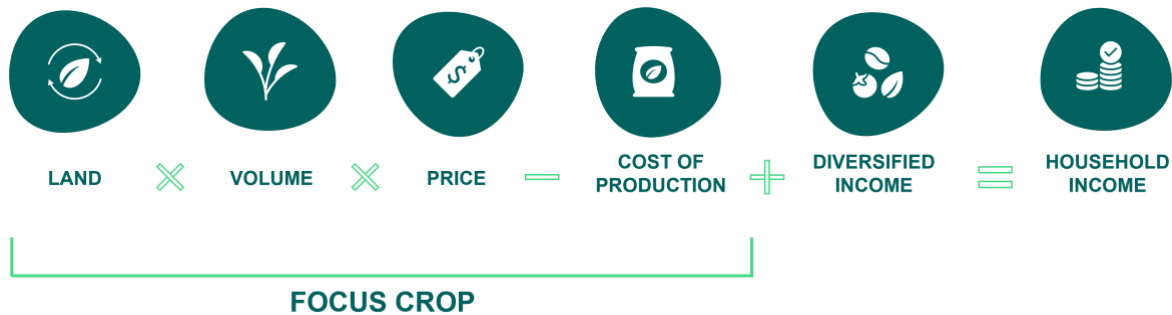 LAND × VOLUME × PRICE — COST OF PRODUCTION + DIVERSIFIED INCOME = HOUSEHOLD INCOME
FOCUS CROP
$